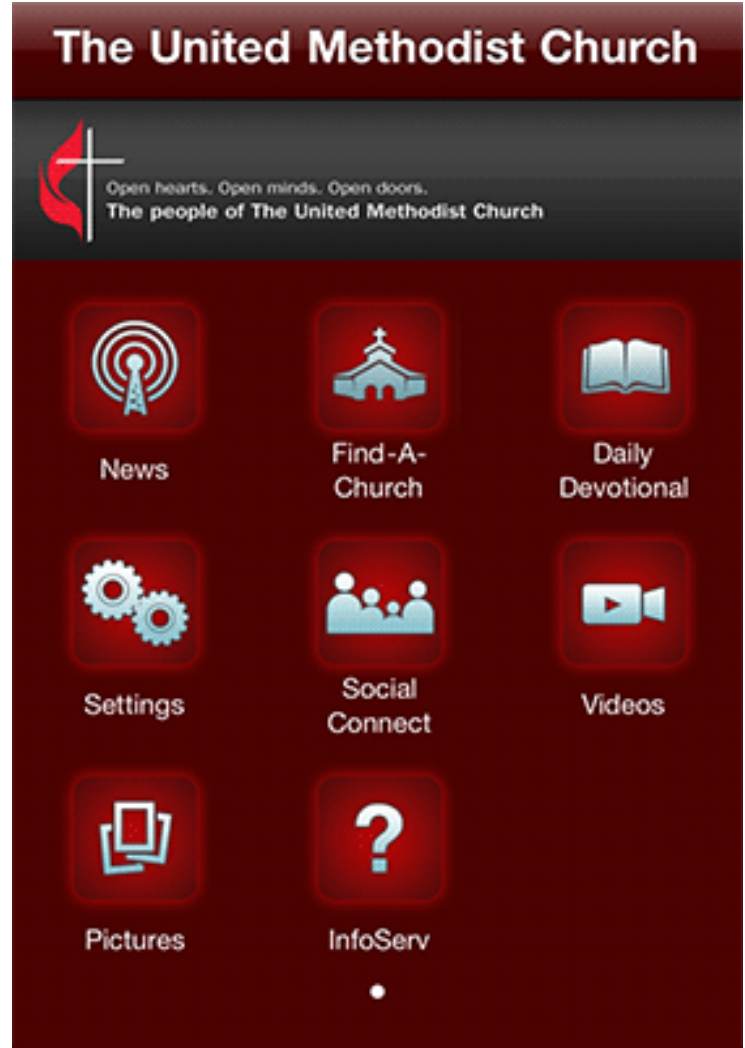 The United Methodist Church
Open hearts. Open minds. Open doors.
The people of The United Methodist Church
News
Find-A-
Church
Daily
Devotional
Settings
Social
Connect
Videos
Pictures
InfoServ